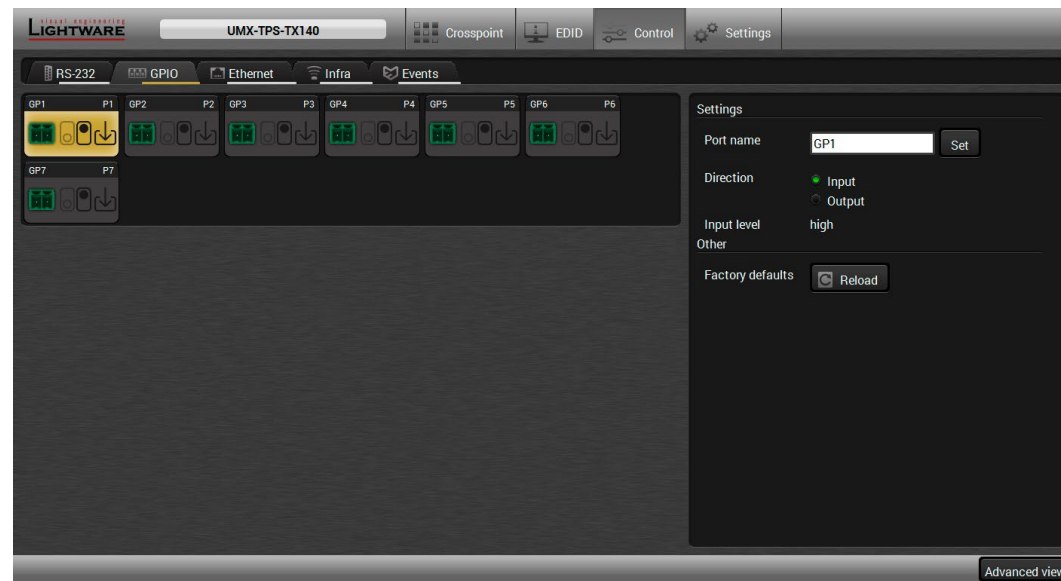 visual engineering
LIGHTWARE
UMX-TPS-TX140
Crosspoint
EDID
Control
Settings
RS-232
GPIO
Ethernet
Infra
Events
GP1 P1
GP2 P2
GP3 P3
GP4 P4
GP5 P5
GP6 P6
GP7 P7
Settings
Port name GP1 Set
Direction Input
Output
Input level high
Other
Factory defaults Reload
Advanced view